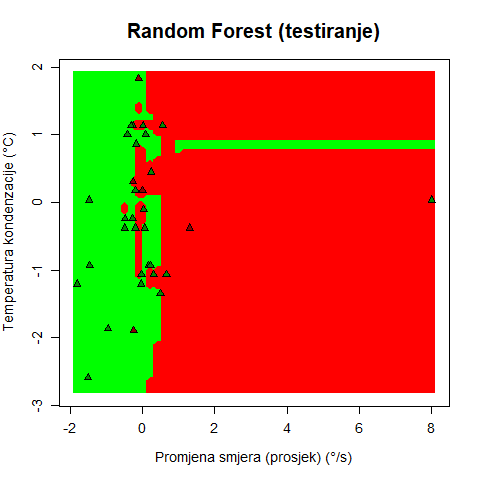 Random Forest (testiranje)
2
1
0
-1
-2
-3
Temperatura kondenzacije (°C)
-2 0 2 4 6 8
Promjena smjera (prosjek) (°/s)